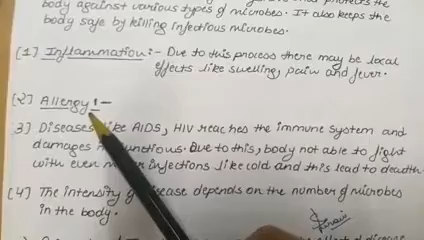 body against various types of microbes. It also keeps the
body safe by killing infectious microbes.
(1) Inflammation :- Due to this process there may be local
effects like swelling, pain and fever.
(2) Allergy :-
3) Diseases like AIDS, HIV reaches the immune system and
damages functions. Due to this, body not able to fight
with even infections like cold and this lead to death
(4) The intensity disease depends on the number of microbes
in the body.